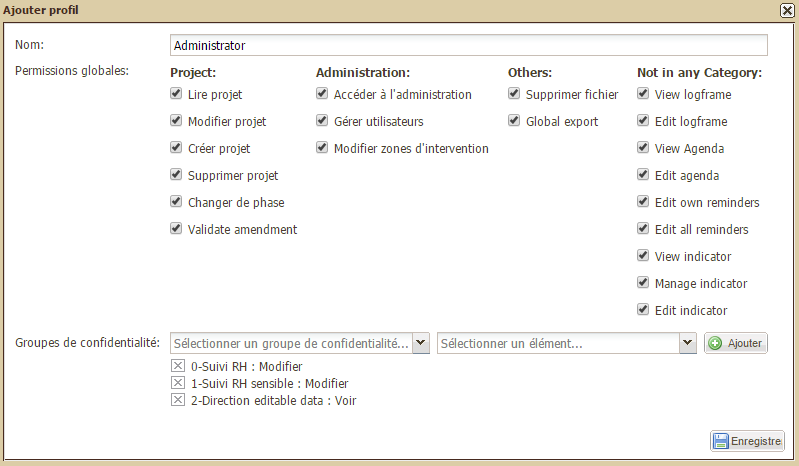 Ajouter profil
Nom: Administrator
Permissions globales: Project: Administration: Others: Not in any Category:
Lire projet Accéder à l'administration Supprimer fichier View logframe
Modifier projet Gérer utilisateurs Global export Edit logframe
Créer projet Modifier zones d'intervention View Agenda
Supprimer projet Edit agenda
Changer de phase Edit own reminders
Validate amendment Edit all reminders
View indicator
Manage indicator
Edit indicator
Groupes de confidentialité: Sélectionner un groupe de confidentialité... Sélectionner un élément... Ajouter
0-Suivi RH : Modifier
1-Suivi RH sensible : Modifier
2-Direction editable data : Voir
Enregistre